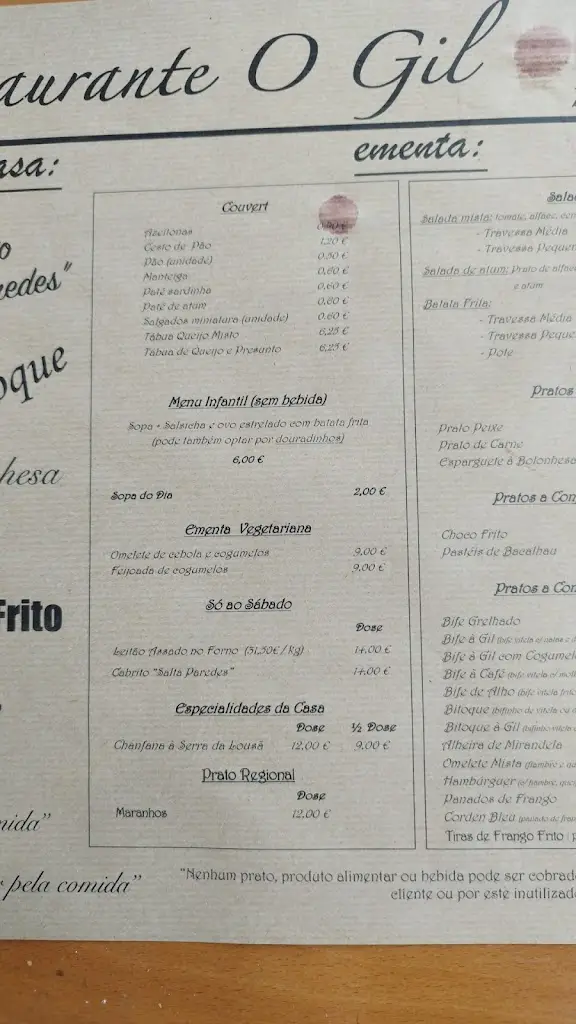 aurante O Gil
asa:
ementa:
o
edes"
oque
hesa
Frito
mida"
pela comida"
Couvert
Azeitonas
Cesto de Pão 1,20 €
Pão (unidade) 0,50 €
Manteiga 0,60 €
Paté sardinha 0,60 €
Paté de atum 0,60 €
Salgados miniatura (unidade) 0,60 €
Tábua Queijo Misto 6,25 €
Tábua de Queijo e Presunto 6,25 €
Menu Infantil (sem bebida)
Sopa + Salsicha e ovo estrelado com batata frita
(pode também optar por douradinhos)
6,00 €
Sopa do Dia 2,00 €
Ementa Vegetariana
Omelete de cebola e cogumelos 9,00 €
Feijoada de cogumelos 9,00 €
Só ao Sábado
Dose
Leitão Assado no Forno (31,50€/kg) 14,00 €
Cabrito "Salta Paredes" 14,00 €
Especialidades da Casa
Dose ½ Dose
Chanfana à Serra da Lousã 12,00 € 9,00 €
Prato Regional
Dose
Maranhos 12,00 €
Salad
Salada mista: tomate, alface,
- Travessa Média
- Travessa Pequen
Salada de atum: Prato de alfac
e atum
Batata Frita:
- Travessa Média
- Travessa Peque
- Pote
Pratos
Prato Peixe
Prato de Carne
Esparguete à Bolonhesa
Pratos a Con
Choco Frito
Pastéis de Bacalhau
Pratos a Con
Bife Grelhado
Bife à Gil
Bife à Gil com Cogumel
Bife à Café
Bife de Alho
Bitoque
Bitoque à Gil
Alheira de Mirandela
Omelete Mista
Hambúrguer
Panados de Frango
Corden Bleu
Tiras de Frango Frito
"Nenhum prato, produto alimentar ou bebida pode ser cobrad
cliente ou por este inutilizad